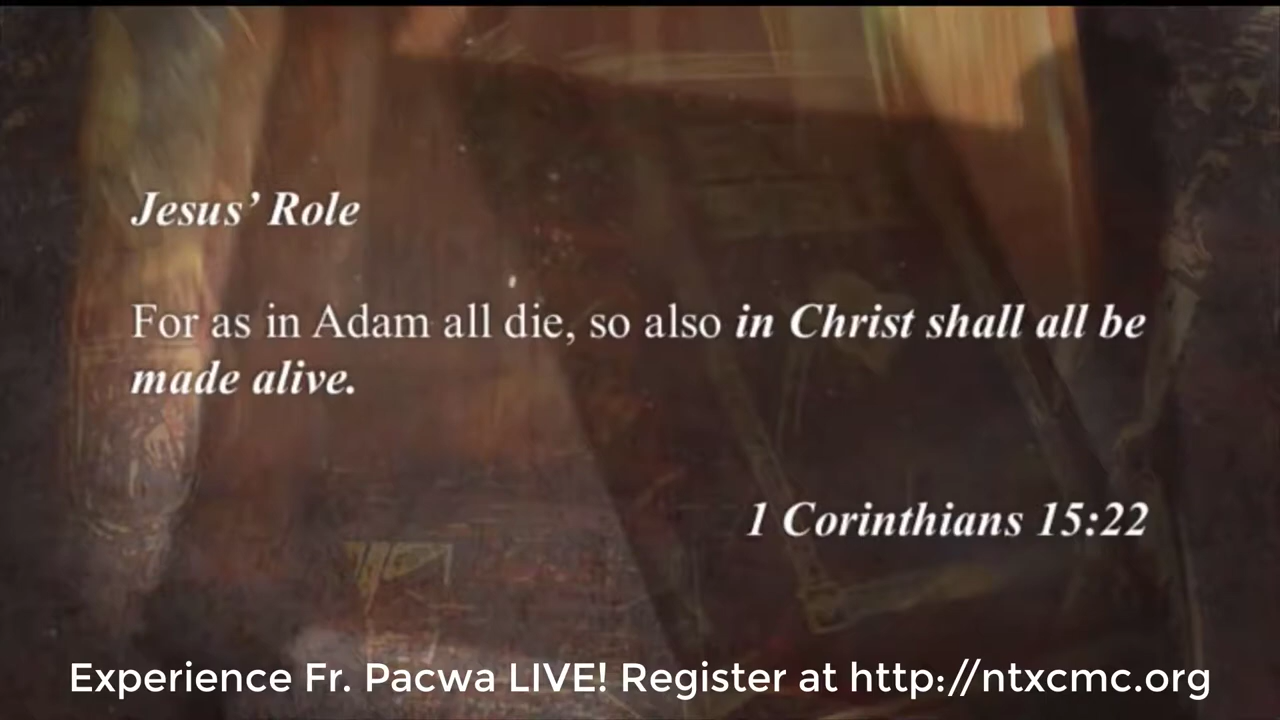 Jesus’ Role
For as in Adam all die, so also in Christ shall all be
made alive.
1 Corinthians 15:22
Experience Fr. Pacwa LIVE! Register at http://ntxcmc.org